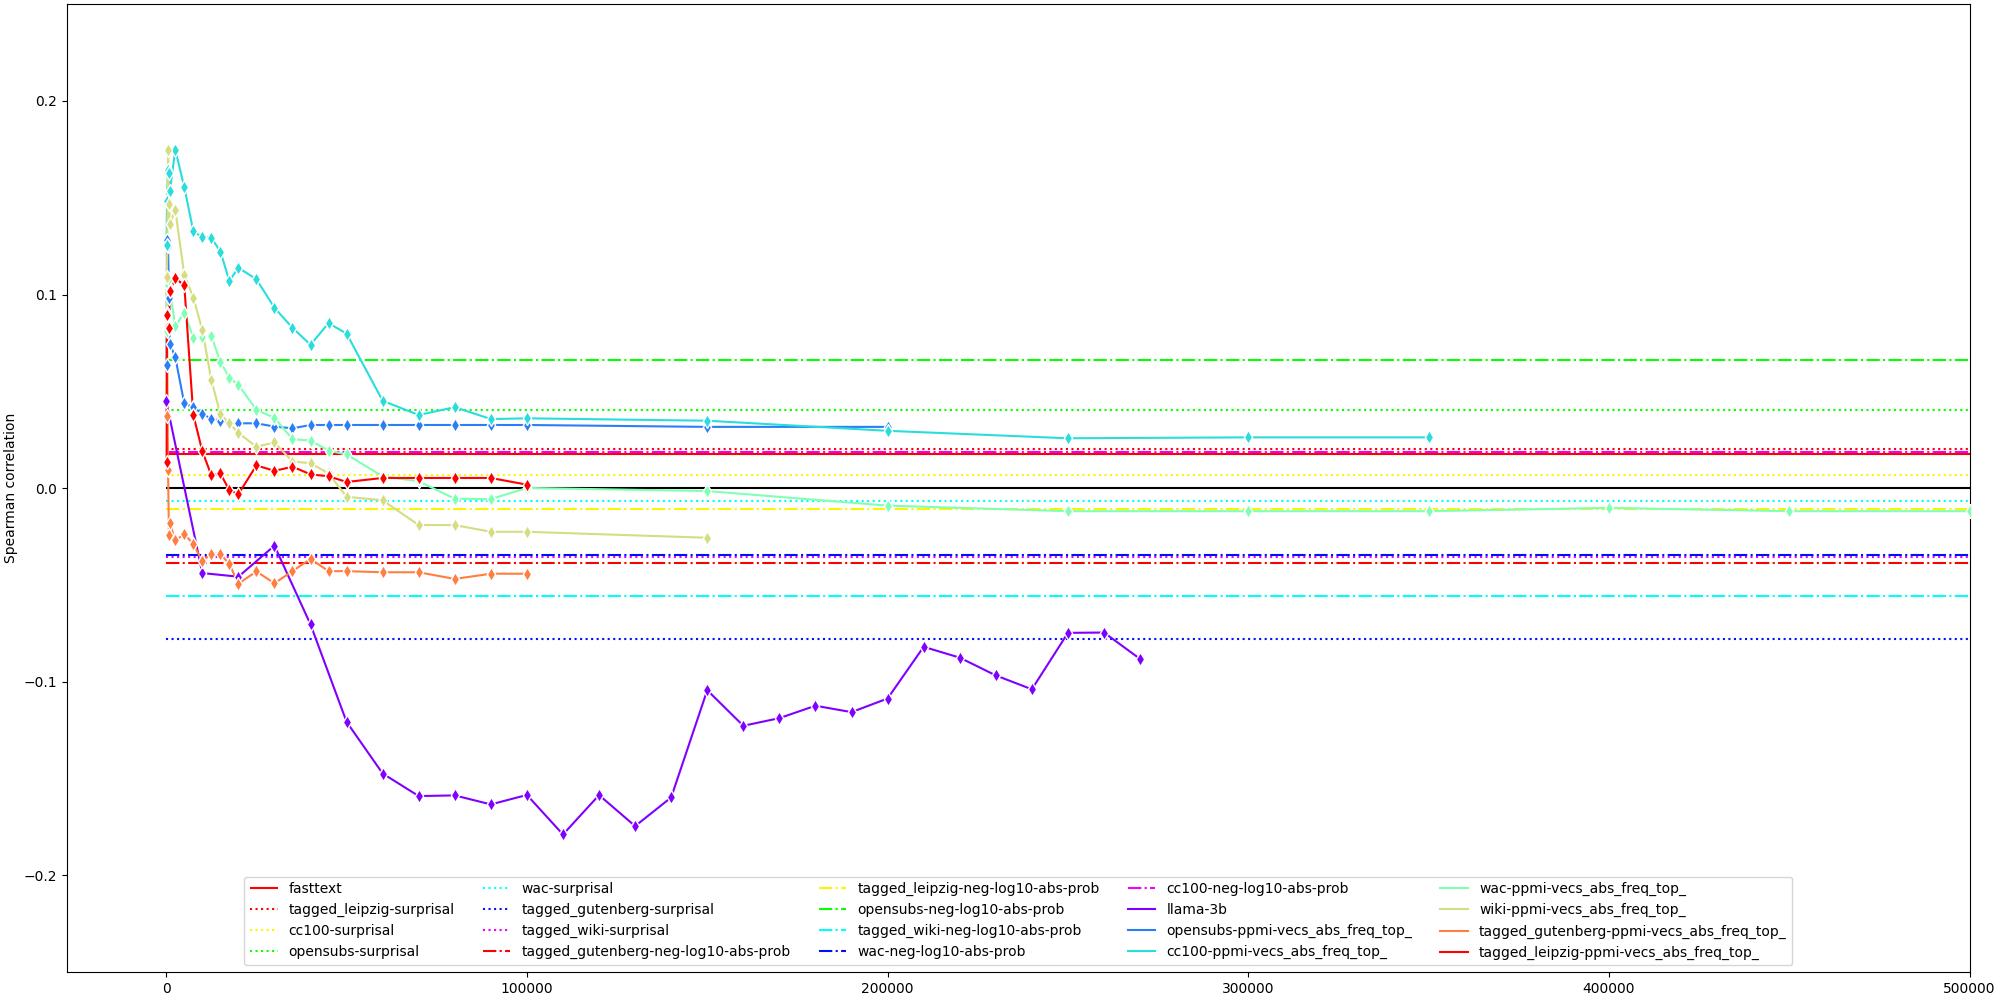 0.2
0.1
0.0
−0.1
−0.2
Spearman correlation
fasttext
tagged_leipzig-surprisal
cc100-surprisal
opensubs-surprisal
wac-surprisal
tagged_gutenberg-surprisal
tagged_wiki-surprisal
tagged_gutenberg-neg-log10-abs-prob
tagged_leipzig-neg-log10-abs-prob
opensubs-neg-log10-abs-prob
tagged_wiki-neg-log10-abs-prob
wac-neg-log10-abs-prob
cc100-neg-log10-abs-prob
llama-3b
opensubs-ppmi-vecs_abs_freq_top_
cc100-ppmi-vecs_abs_freq_top_
wac-ppmi-vecs_abs_freq_top_
wiki-ppmi-vecs_abs_freq_top_
tagged_gutenberg-ppmi-vecs_abs_freq_top_
tagged_leipzig-ppmi-vecs_abs_freq_top_
0 100000 200000 300000 400000 500000